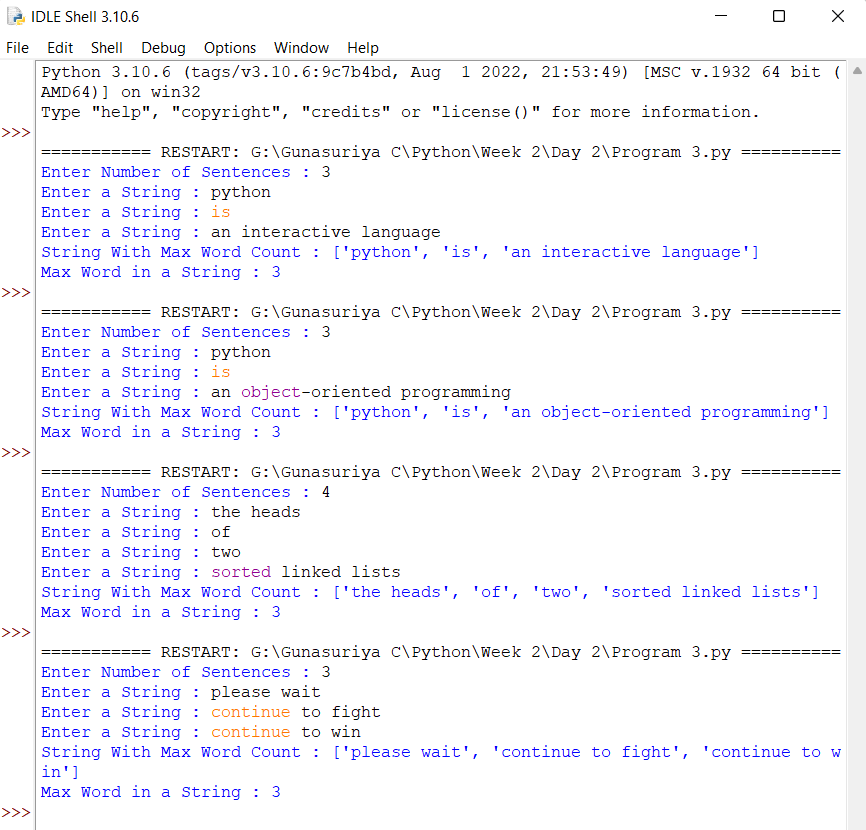 IDLE Shell 3.10.6
File Edit Shell Debug Options Window Help
Python 3.10.6 (tags/v3.10.6:9c7b4bd, Aug  1 2022, 21:53:49) [MSC v.1932 64 bit (
AMD64)] on win32
Type "help", "copyright", "credits" or "license()" for more information.
>>>
=========== RESTART: G:\Gunasuriya C\Python\Week 2\Day 2\Program 3.py ==========
Enter Number of Sentences : 3
Enter a String : python
Enter a String : is
Enter a String : an interactive language
String With Max Word Count : ['python', 'is', 'an interactive language']
Max Word in a String : 3
>>>
=========== RESTART: G:\Gunasuriya C\Python\Week 2\Day 2\Program 3.py ==========
Enter Number of Sentences : 3
Enter a String : python
Enter a String : is
Enter a String : an object-oriented programming
String With Max Word Count : ['python', 'is', 'an object-oriented programming']
Max Word in a String : 3
>>>
=========== RESTART: G:\Gunasuriya C\Python\Week 2\Day 2\Program 3.py ==========
Enter Number of Sentences : 4
Enter a String : the heads
Enter a String : of
Enter a String : two
Enter a String : sorted linked lists
String With Max Word Count : ['the heads', 'of', 'two', 'sorted linked lists']
Max Word in a String : 3
>>>
=========== RESTART: G:\Gunasuriya C\Python\Week 2\Day 2\Program 3.py ==========
Enter Number of Sentences : 3
Enter a String : please wait
Enter a String : continue to fight
Enter a String : continue to win
String With Max Word Count : ['please wait', 'continue to fight', 'continue to w
in']
Max Word in a String : 3
>>>